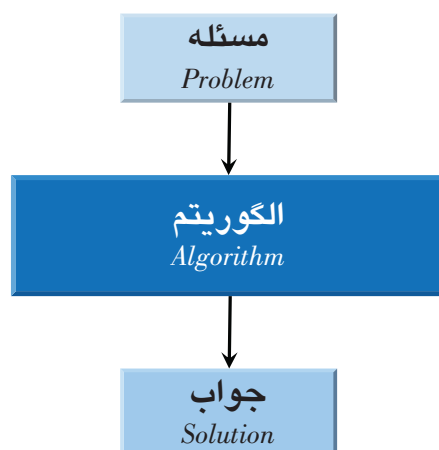 مسئله
Problem
الگوریتم
Algorithm
جواب
Solution